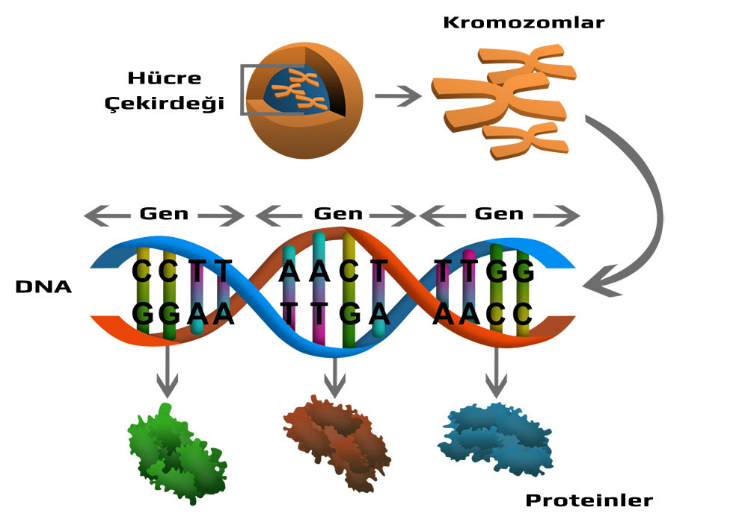 Kromozomlar
Hücre
Çekirdeği
Gen Gen Gen
DNA
CCTT AACT TTGG
GGAA TTGA AACC
Proteinler